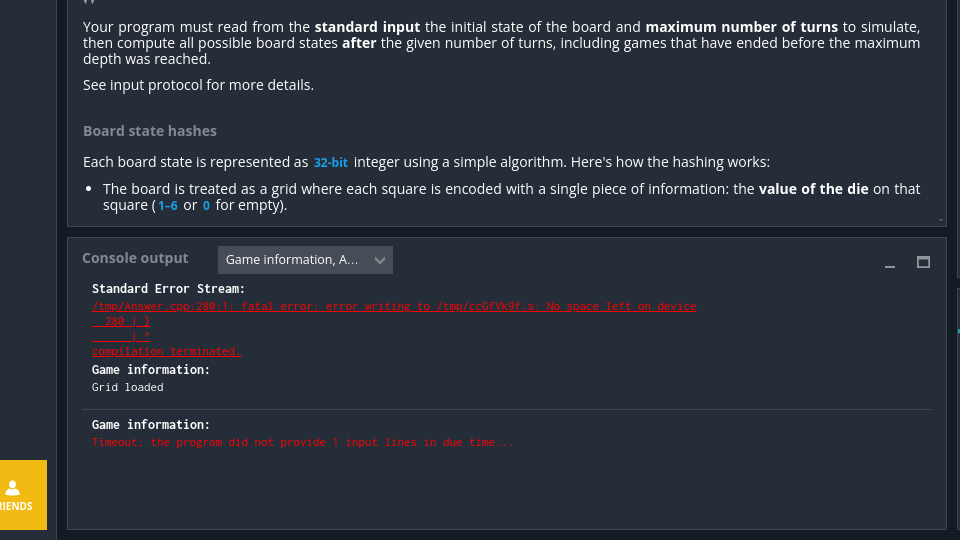 Your program must read from the standard input the initial state of the board and maximum number of turns to simulate,
then compute all possible board states after the given number of turns, including games that have ended before the maximum
depth was reached.
See input protocol for more details.
Board state hashes
Each board state is represented as 32-bit integer using a simple algorithm. Here's how the hashing works:
• The board is treated as a grid where each square is encoded with a single piece of information: the value of the die on that
square (1–6 or 0 for empty).
Console output
Game information, A...
Standard Error Stream:
/tmp/Answer.cpp:280:1: fatal error: error writing to /tmp/ccGfVk9f.s: No space left on device
280 | }
| ^
compilation terminated.
Game information:
Grid loaded
Game information:
Timeout: the program did not provide 1 input lines in due time...
RIENDS